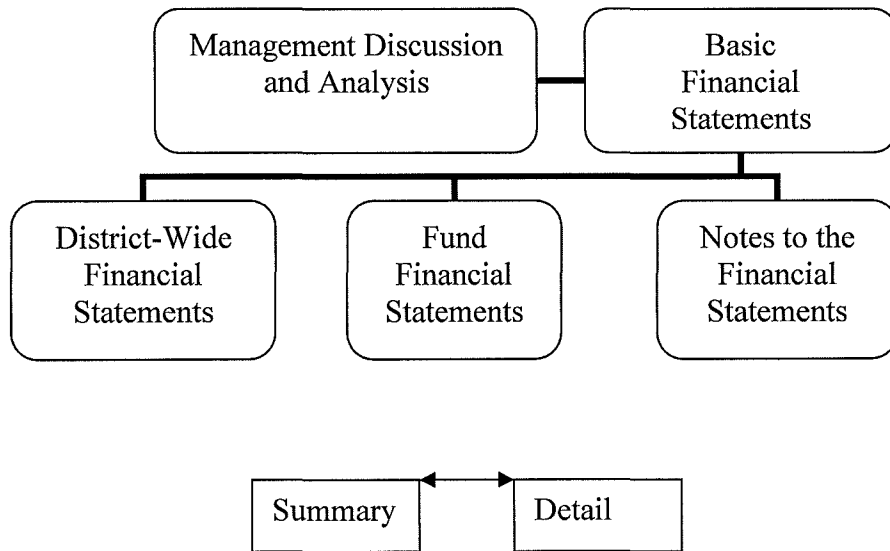 Management Discussion
and Analysis
Basic
Financial
Statements
District-Wide
Financial
Statements
Fund
Financial
Statements
Notes to the
Financial
Statements
Summary
Detail